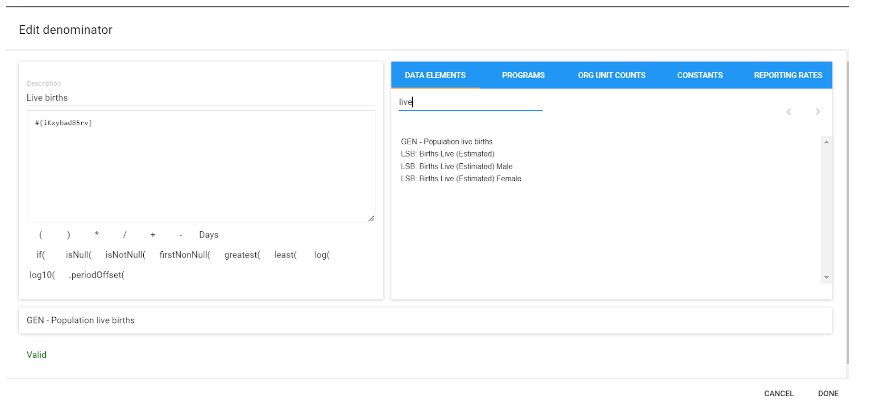 Edit denominator
Description
Live births
#{iKxybad85rv}
( ) * / + - Days
if( isNull( isNotNull( firstNonNull( greatest( least( log(
log10( .periodOffset(
DATA ELEMENTS PROGRAMS ORG UNIT COUNTS CONSTANTS REPORTING RATES
live
GEN - Population live births
LSB: Births Live (Estimated)
LSB: Births Live (Estimated) Male
LSB: Births Live (Estimated) Female
GEN - Population live births
Valid
CANCEL DONE